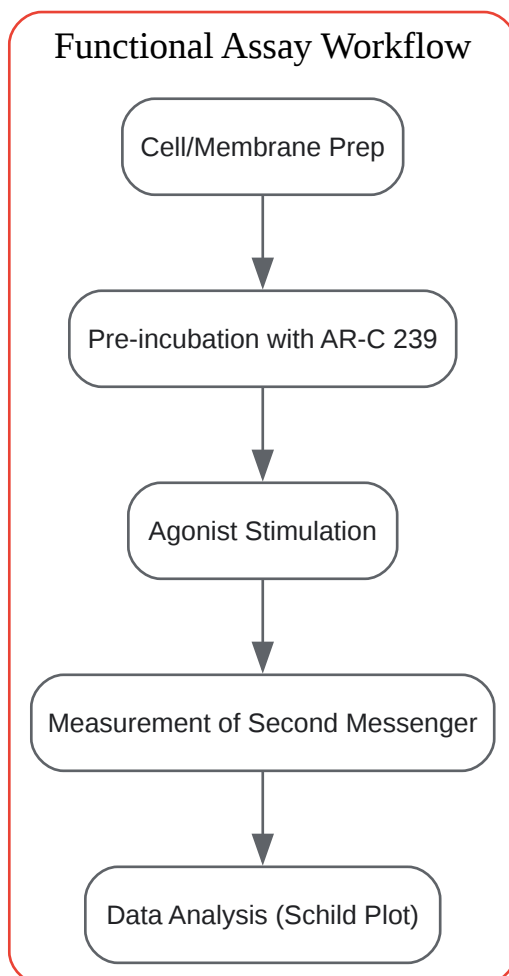 Functional Assay Workflow
Cell/Membrane Prep
Pre-incubation with AR-C 239
Agonist Stimulation
Measurement of Second Messenger
Data Analysis (Schild Plot)